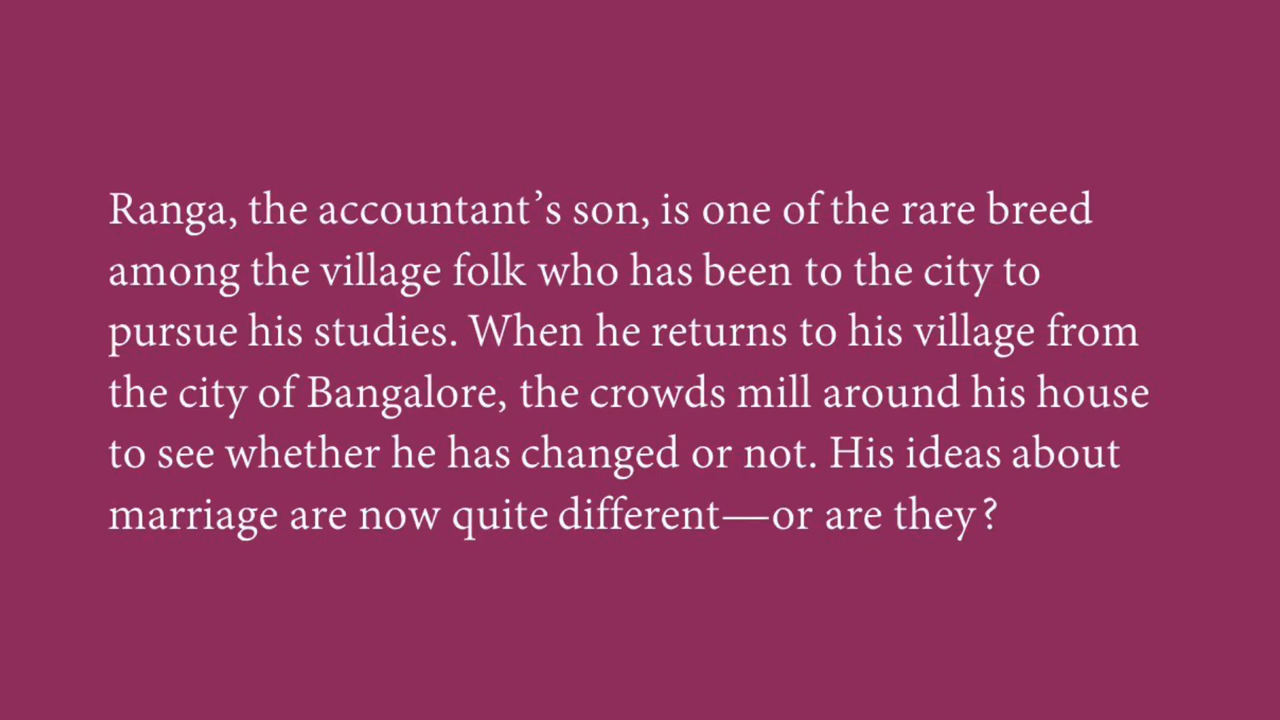 Ranga, the accountant’s son, is one of the rare breed
among the village folk who has been to the city to
pursue his studies. When he returns to his village from
the city of Bangalore, the crowds mill around his house
to see whether he has changed or not. His ideas about
marriage are now quite different—or are they?